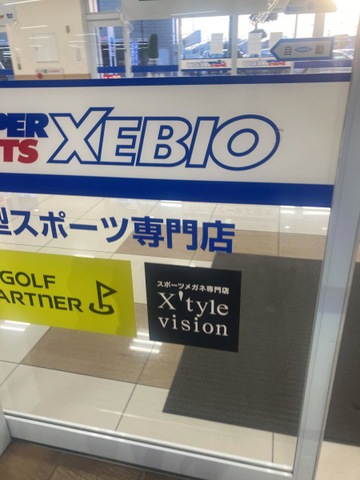 PER XEBIO
TS
型スポーツ専門店
GOLF
ARTNER
スポーツメガネ専門店
X'tyle
vision
自